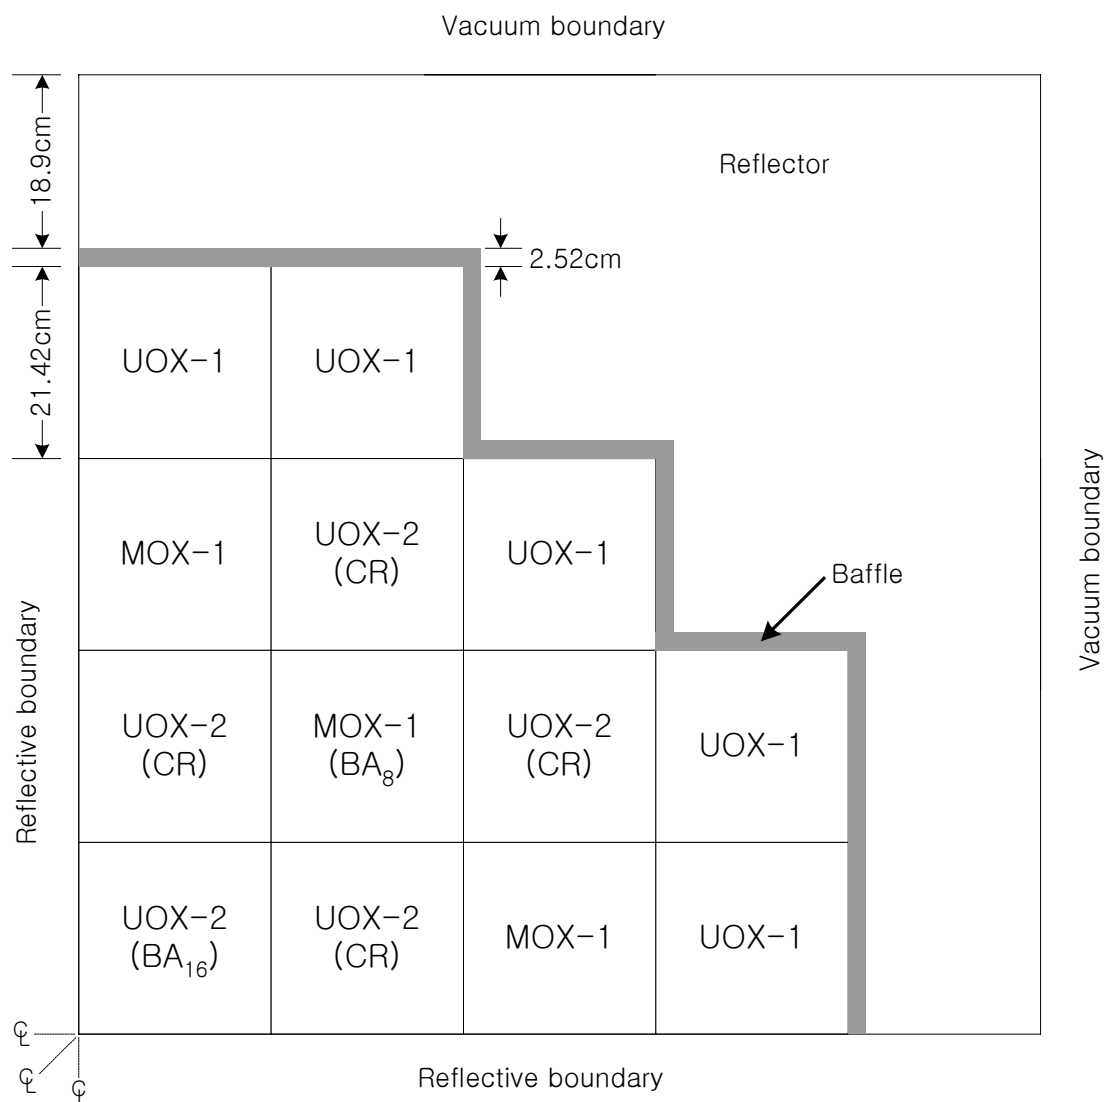 Vacuum boundary
18.9cm
Reflector
2.52cm
21.42cm
UOX-1
UOX-1
MOX-1
UOX-2
(CR)
UOX-1
Baffle
Vacuum boundary
Reflective boundary
UOX-2
(CR)
MOX-1
(BA₈)
UOX-2
(CR)
UOX-1
UOX-2
(BA₁₆)
UOX-2
(CR)
MOX-1
UOX-1
℄
℄
℄
Reflective boundary